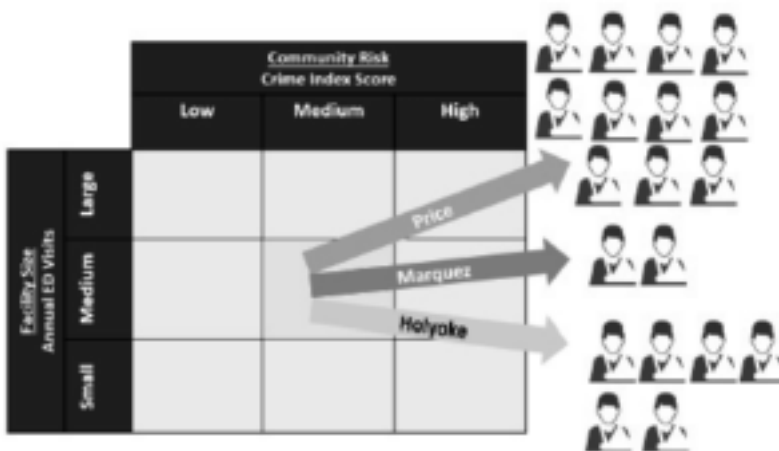 Community Risk
Crime Index Score
Low Medium High
Facility Size
Annual ED Visits
Large
Medium
Small
Price
Marquez
Holyoke